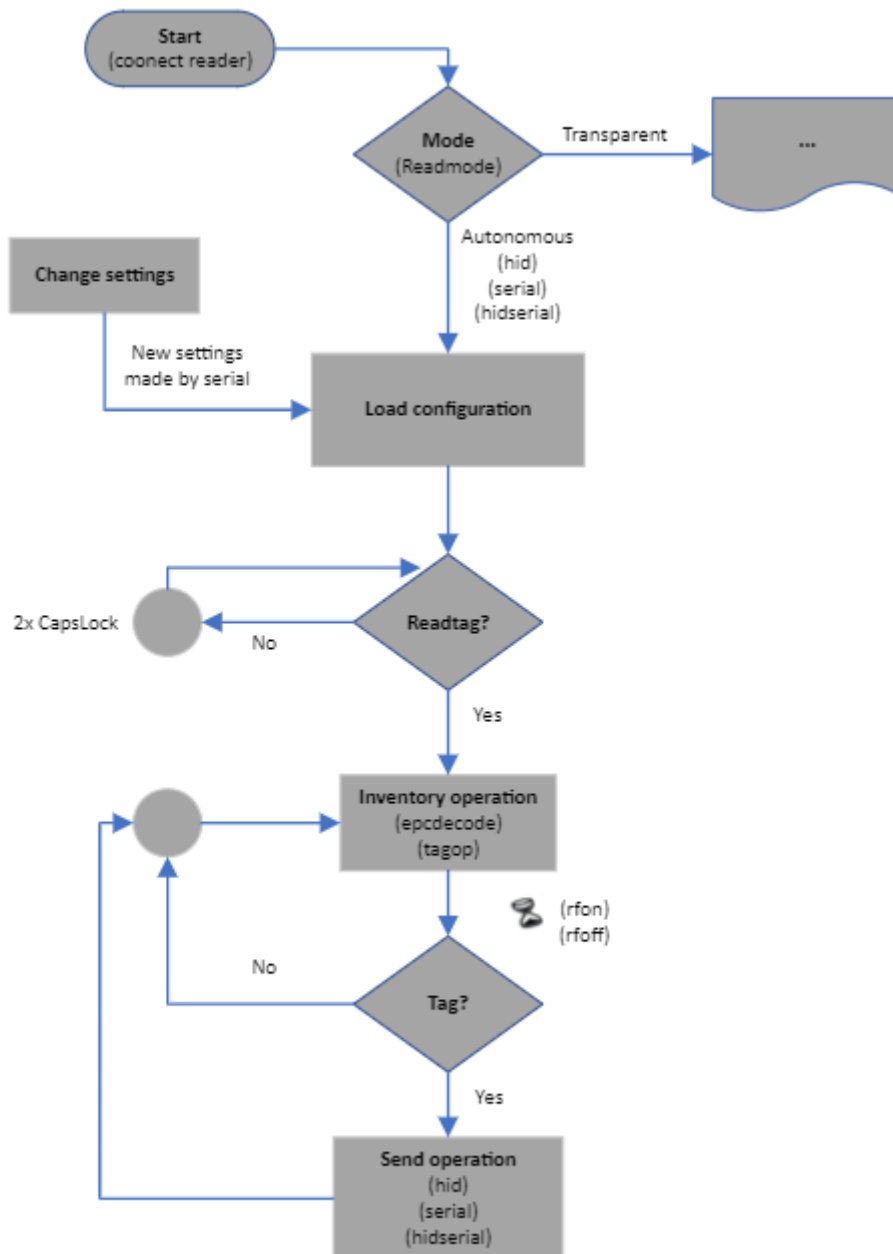 Start
(coonect reader)
Mode
(Readmode)
Transparent
...
Autonomous
(hid)
(serial)
(hidserial)
Change settings
New settings
made by serial
Load configuration
2x CapsLock
Readtag?
No
Yes
Inventory operation
(epcdecode)
(tagop)
(rfon)
(rfoff)
No
Tag?
Yes
Send operation
(hid)
(serial)
(hidserial)